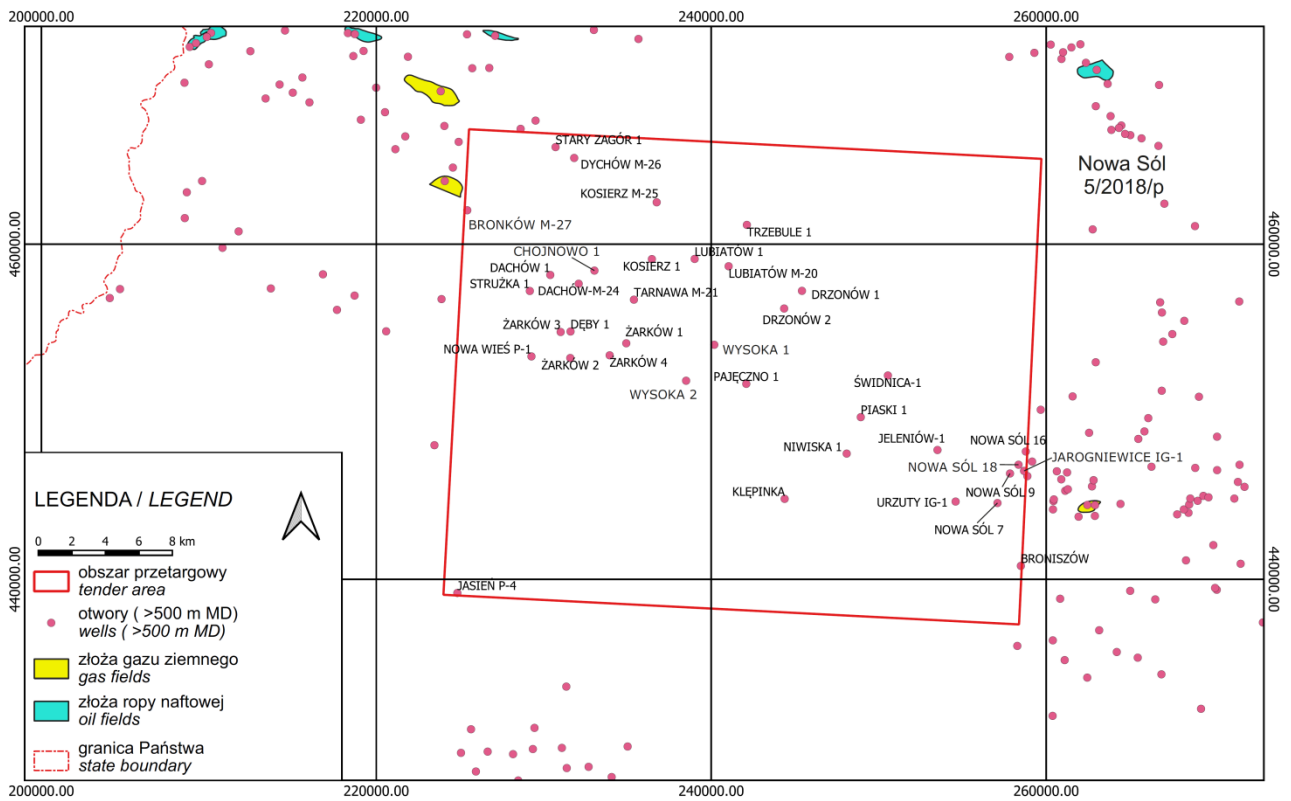 200000.00
220000.00
240000.00
260000.00
STARY ZAGÓR 1
DYCHÓW M-26
Nowa Sól
5/2018/p
KOSIERZ M-25
BRONKÓW M-27
TRZEBULE 1
460000.00
460000.00
CHOJNOWO 1
LUBIATÓW 1
DACHÓW 1
KOSIERZ 1
LUBIATÓW M-20
STRUŻKA 1
DACHÓW-M-24
TARNAWA M-21
DRZONÓW 1
DRZONÓW 2
ŻARKÓW 3
DĘBY 1
ŻARKÓW 1
NOWA WIEŚ P-1
ŻARKÓW 2
ŻARKÓW 4
WYSOKA 1
WYSOKA 2
PAJĘCZNO 1
ŚWIDNICA-1
PIASKI 1
NIWISKA 1
JELENIÓW-1
NOWA SÓL 16
JAROGNIEWICE IG-1
NOWA SÓL 18
KLĘPINKA
URZUTY IG-1
NOWA SÓL 9
NOWA SÓL 7
BRONISZÓW
JASIEŃ P-4
440000.00
440000.00
LEGENDA / LEGEND
0 2 4 6 8 km
obszar przetargowy
tender area
otwory ( >500 m MD)
wells ( >500 m MD)
złoża gazu ziemnego
gas fields
złoża ropy naftowej
oil fields
granica Państwa
state boundary
200000.00
220000.00
240000.00
260000.00